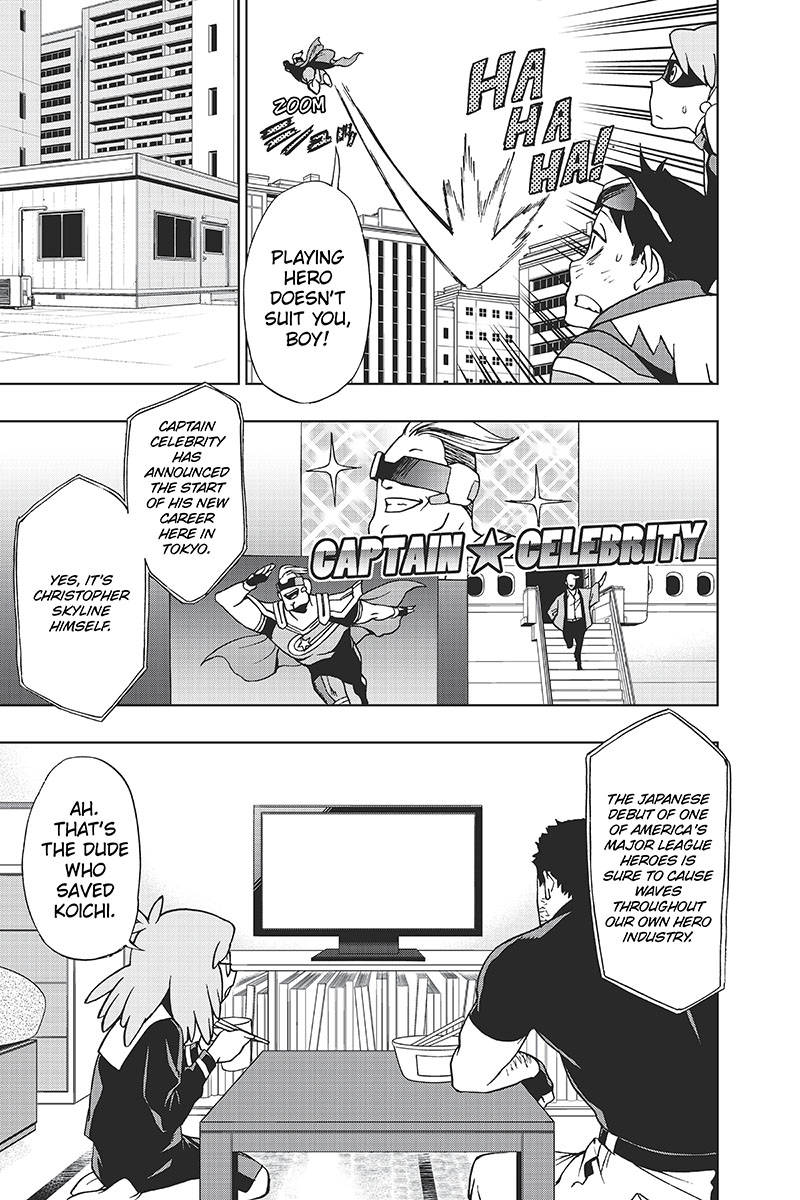 HA
HA
HA!
ZOOM
PLAYING
HERO
DOESN'T
SUIT YOU,
BOY!
CAPTAIN
CELEBRITY
HAS
ANNOUNCED
THE START
OF HIS NEW
CAREER
HERE IN
TOKYO.
YES, IT'S
CHRISTOPHER
SKYLINE
HIMSELF.
CAPTAIN★CELEBRITY
THE JAPANESE
DEBUT OF ONE
OF AMERICA'S
MAJOR LEAGUE
HEROES IS
SURE TO CAUSE
WAVES
THROUGHOUT
OUR OWN HERO
INDUSTRY.
AH.
THAT'S
THE DUDE
WHO
SAVED
KOICHI.